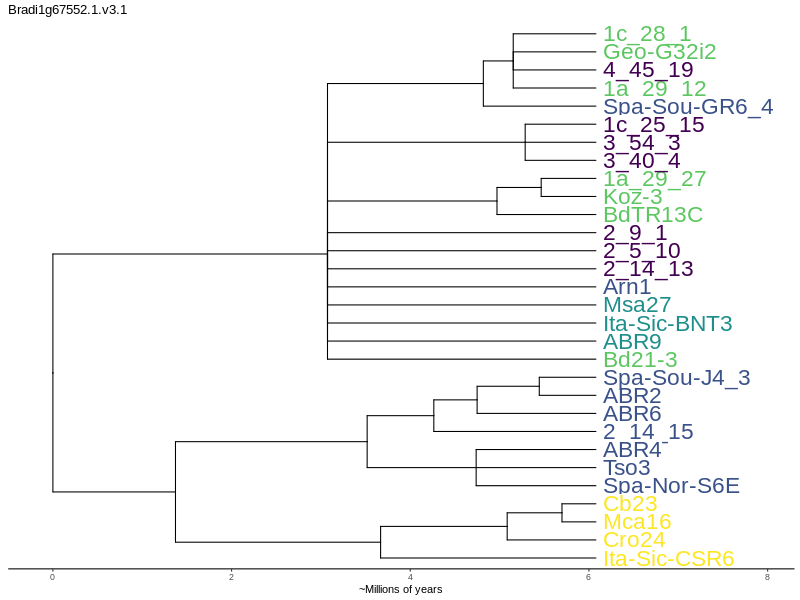 Bradi1g67552.1.v3.1
1c_28_1
Geo-G32i2
4_45_19
1a_29_12
Spa-Sou-GR6_4
1c_25_15
3_54_3
3_40_4
1a_29_27
Koz-3
BdTR13C
2_9_1
2_5_10
2_14_13
Arn1
Msa27
Ita-Sic-BNT3
ABR9
Bd21-3
Spa-Sou-J4_3
ABR2
ABR6
2_14_15
ABR4
Tso3
Spa-Nor-S6E
Cb23
Mca16
Cro24
Ita-Sic-CSR6
0 2 4 6 8
~Millions of years